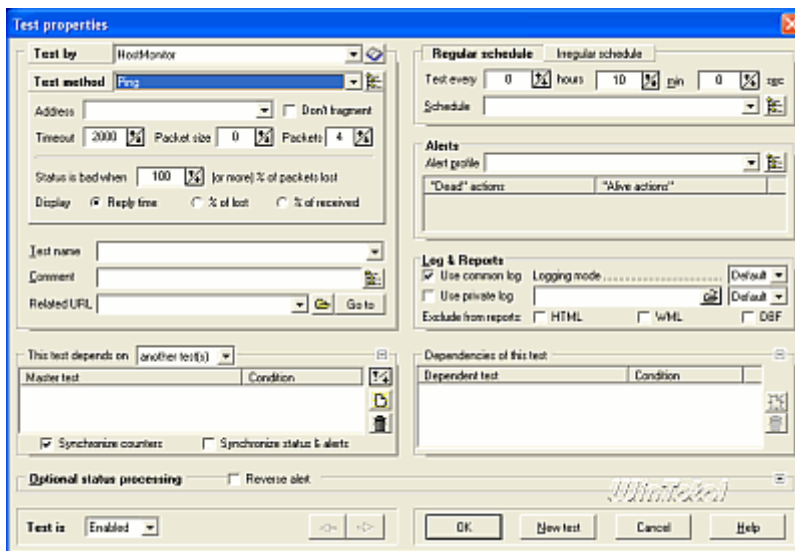 Test properties
Test by HostMonitor
Test method Ping
Address Don't fragment
Timeout 2000 Packet size 0 Packets 4
Status is bad when 100 (or more) % of packets lost
Display Reply time % of lost % of received
Test name
Comment
Related URL Go to
Regular schedule Irregular schedule
Test every 0 hours 10 min 0 sec
Schedule
Alerts
Alert profile
"Dead" actions "Alive actions"
Log & Reports
Use common log Logging mode Default
Use private log Default
Exclude from reports: HTML WML DBF
This test depends on another test(s)
Master test Condition
Synchronize counters Synchronize status & alerts
Dependencies of this test
Dependent test Condition
Optional status processing Reverse alert
WinTotal
Test is Enabled OK New test Cancel Help